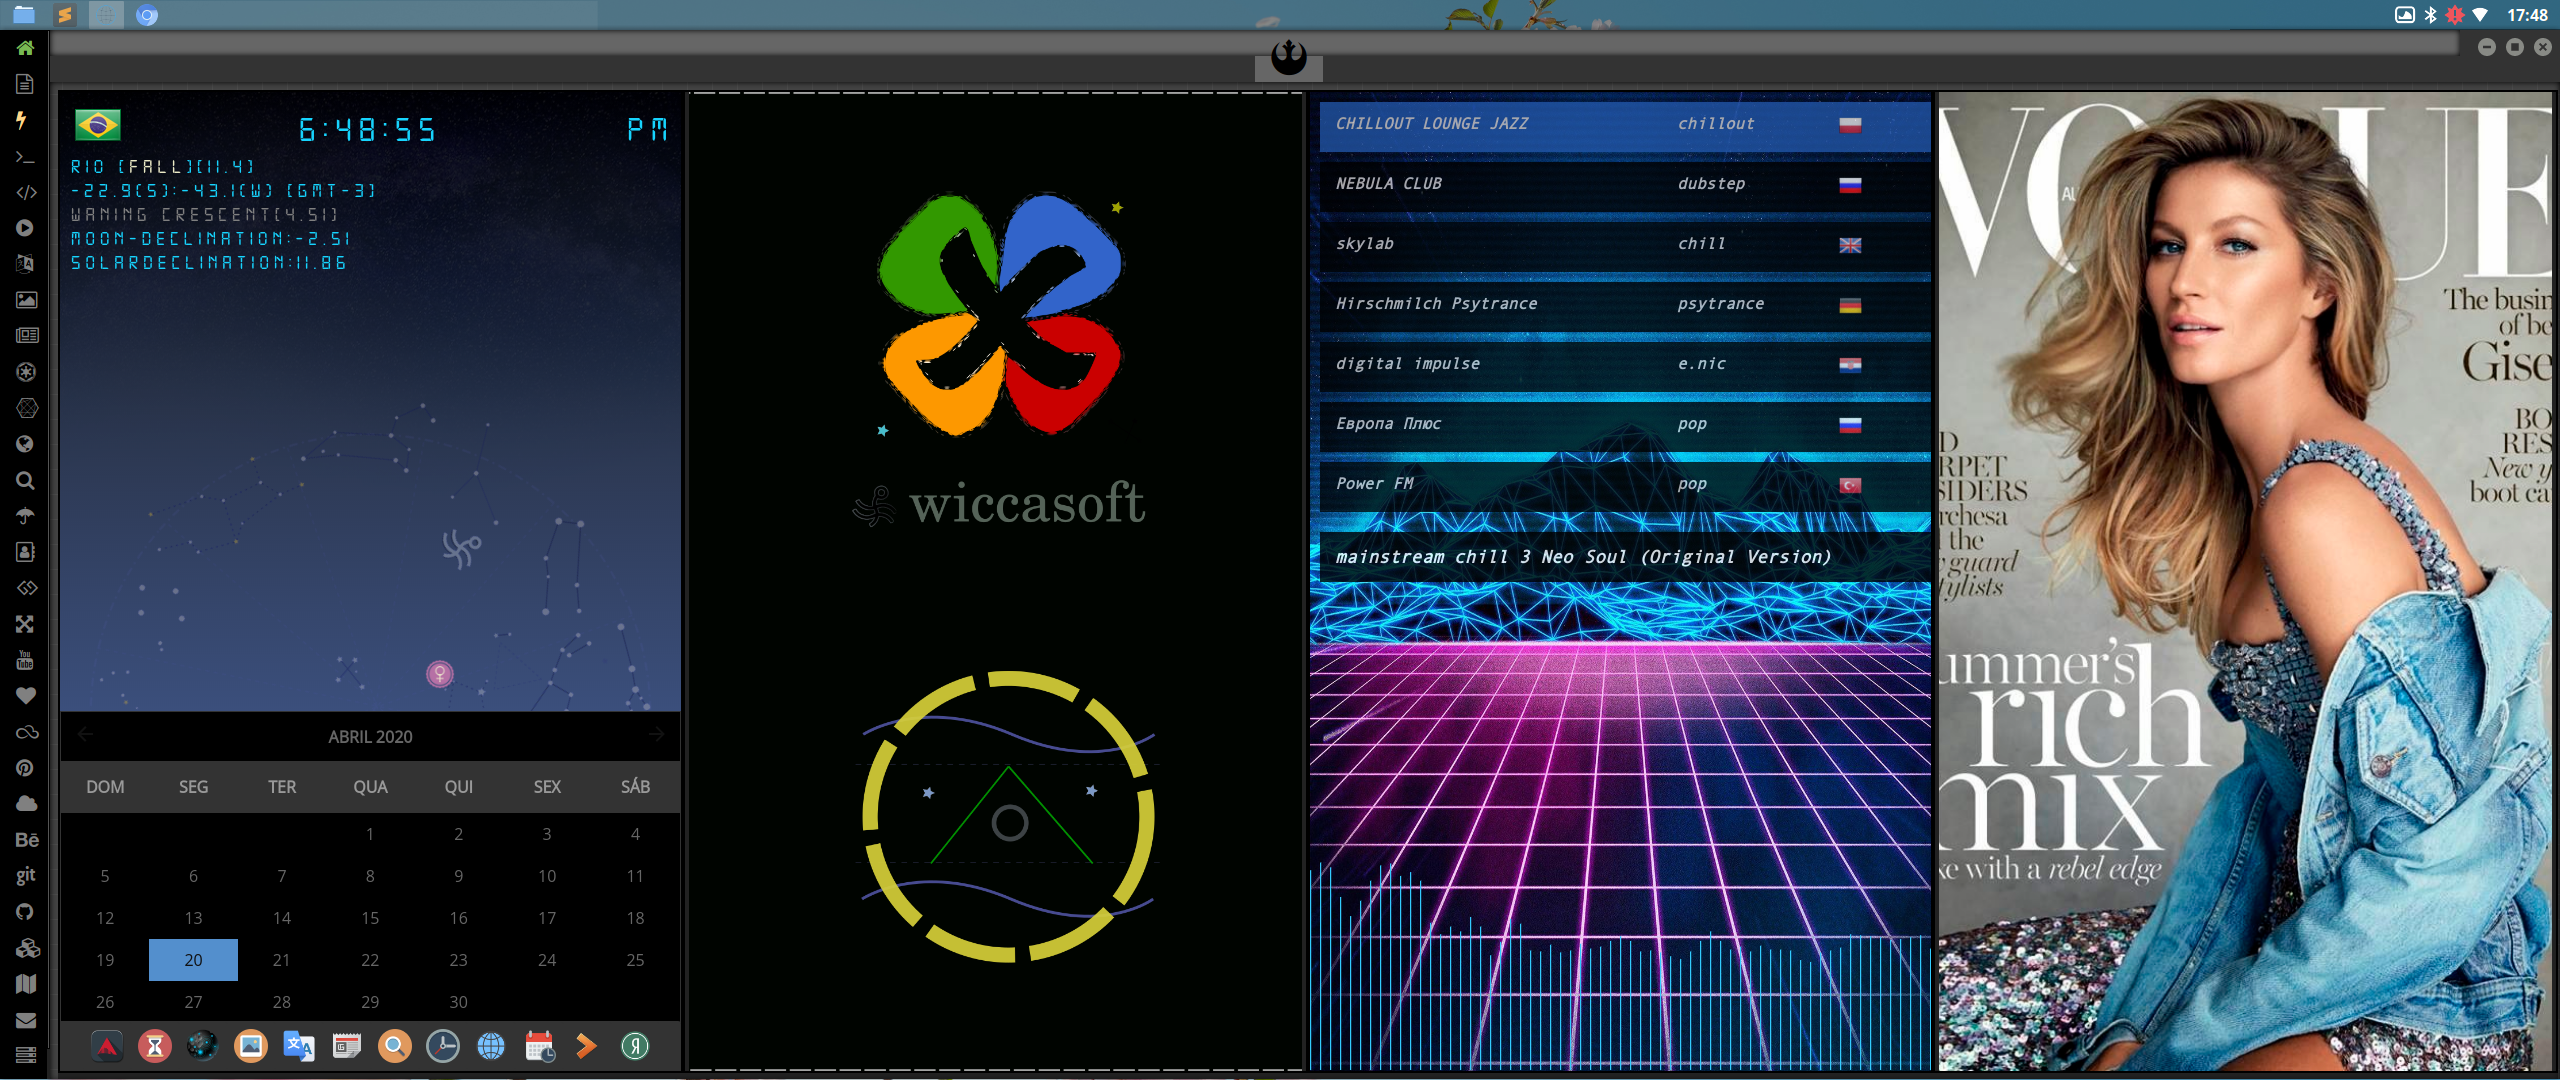 17:48
6:48:55 PM
RIO [FALL][11.4]
-22.9(S):-43.1(W) [GMT-3]
WANING CRESCENT(4.51)
MOON-DECLINATION:-2.51
SOLARDECLINATION:11.86
ABRIL 2020
DOM SEG TER QUA QUI SEX SÁB
1 2 3 4
5 6 7 8 9 10 11
12 13 14 15 16 17 18
19 20 21 22 23 24 25
26 27 28 29 30
You
Tube
Bē
git
wiccasoft
CHILLOUT LOUNGE JAZZ chillout
NEBULA CLUB dubstep
skylab chill
Hirschmilch Psytrance psytrance
digital impulse e.nic
Европа Плюс pop
Power FM pop
mainstream chill 3 Neo Soul (Original Version)
VOGUE
AU
The busin
of be
Gise
BO
RES
New y
boot ca
D
RPET
SIDERS
rchesa
the
guard
tylists
ummer's
rich
mix
ke with a rebel edge